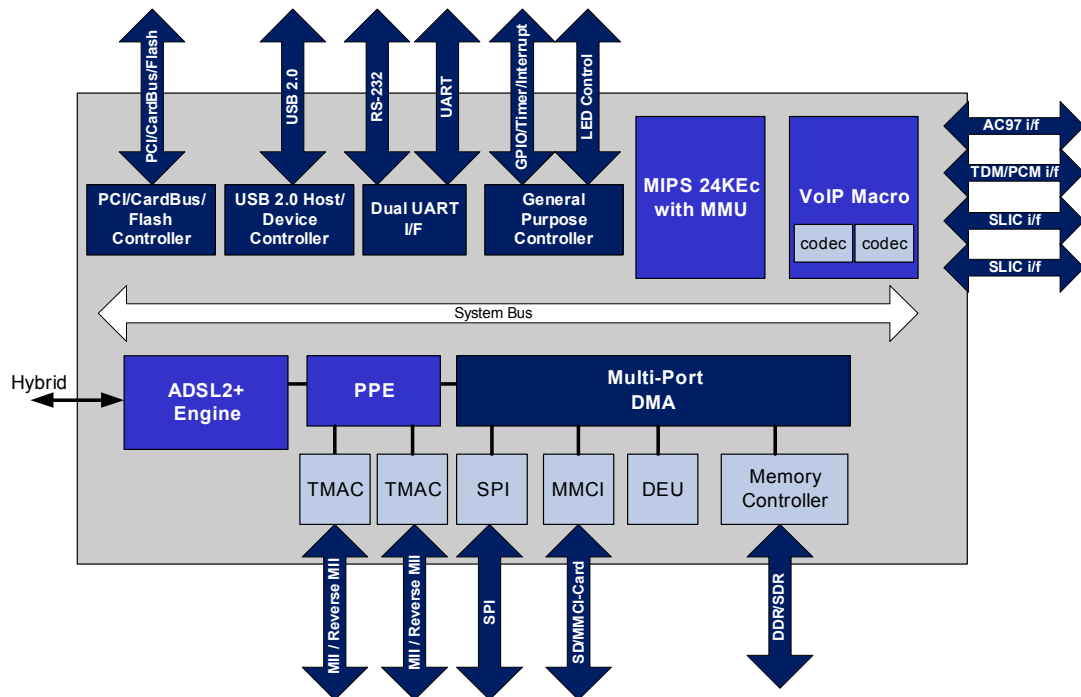 PCI/CardBus/Flash
USB 2.0
RS-232
UART
GPIO/Timer/Interrupt
LED Control
PCI/CardBus/
Flash
Controller
USB 2.0 Host/
Device
Controller
Dual UART
I/F
General
Purpose
Controller
MIPS 24KEc
with MMU
VoIP Macro
codec
codec
AC97 i/f
TDM/PCM i/f
SLIC i/f
SLIC i/f
System Bus
Hybrid
ADSL2+
Engine
PPE
Multi-Port
DMA
TMAC
TMAC
SPI
MMCI
DEU
Memory
Controller
MII / Reverse MII
MII / Reverse MII
SPI
SD/MMCI-Card
DDR/SDR